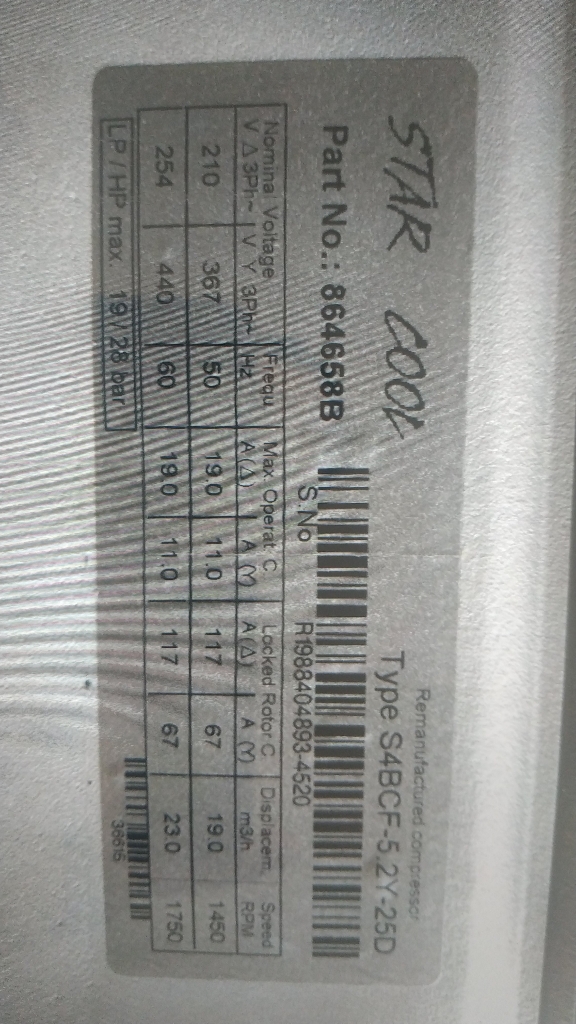 STAR COOL
Remanufactured compressor
Type S4BCF-5.2Y-25D
Part No.: 864658B
S.No R1988404893-4520
Nominal Voltage Frequ Max. Operat. C. Locked Rotor C. Displacem. Speed
V Δ 3Ph~ V Y 3Ph~ Hz A (Δ) A (Y) A (Δ) A (Y) m3/h RPM
210 367 50 19.0 11.0 117 67 19.0 1450
254 440 60 19.0 11.0 117 67 23.0 1750
LP / HP max. 19 / 28 bar
36615